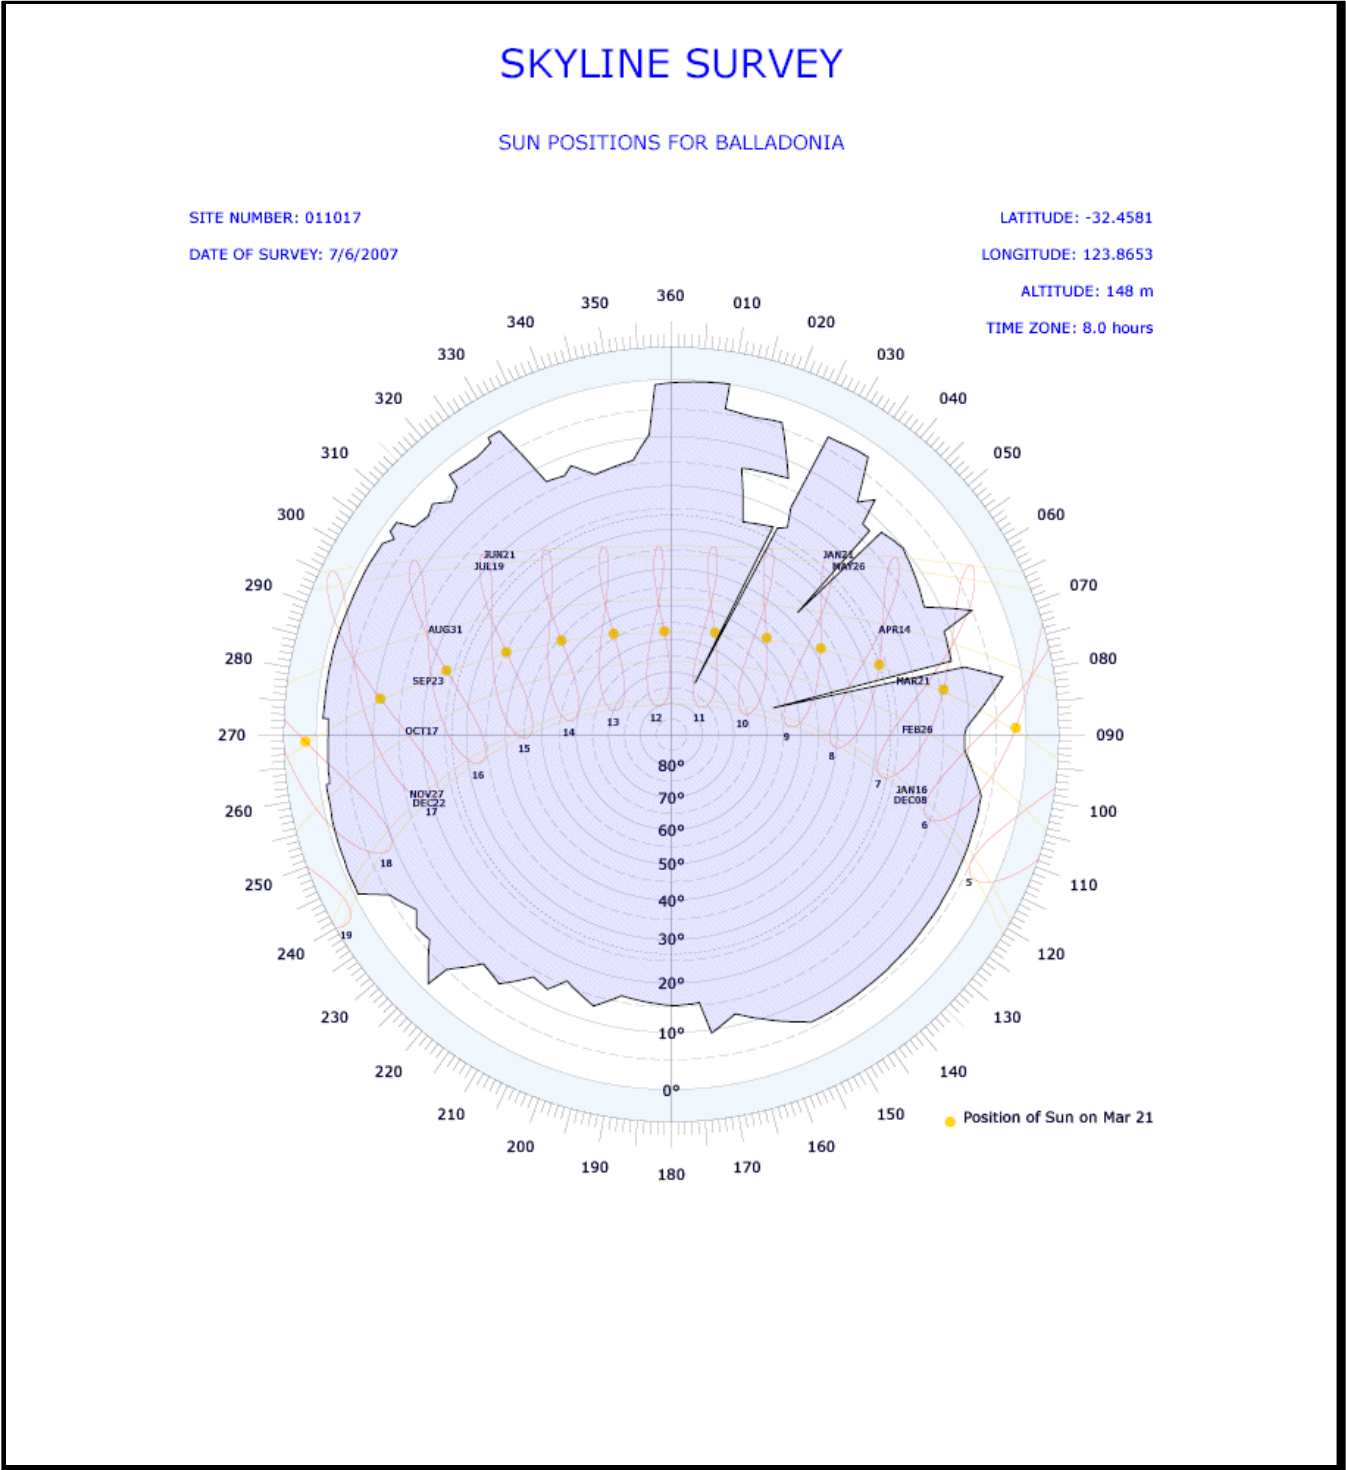 SKYLINE SURVEY
SUN POSITIONS FOR BALLADONIA
SITE NUMBER: 011017
LATITUDE: -32.4581
DATE OF SURVEY: 7/6/2007
LONGITUDE: 123.8653
ALTITUDE: 148 m
TIME ZONE: 8.0 hours
360
010
020
030
040
050
060
070
080
090
100
110
120
130
140
150
160
170
180
190
200
210
220
230
240
250
260
270
280
290
300
310
320
330
340
350
JUN21
JUL19
AUG31
SEP23
OCT17
NOV27
DEC22
JAN21
MAY26
APR14
MAR21
FEB26
JAN16
DEC08
19
18
17
16
15
14
13
12
11
10
9
8
7
6
5
80°
70°
60°
50°
40°
30°
20°
10°
0°
Position of Sun on Mar 21